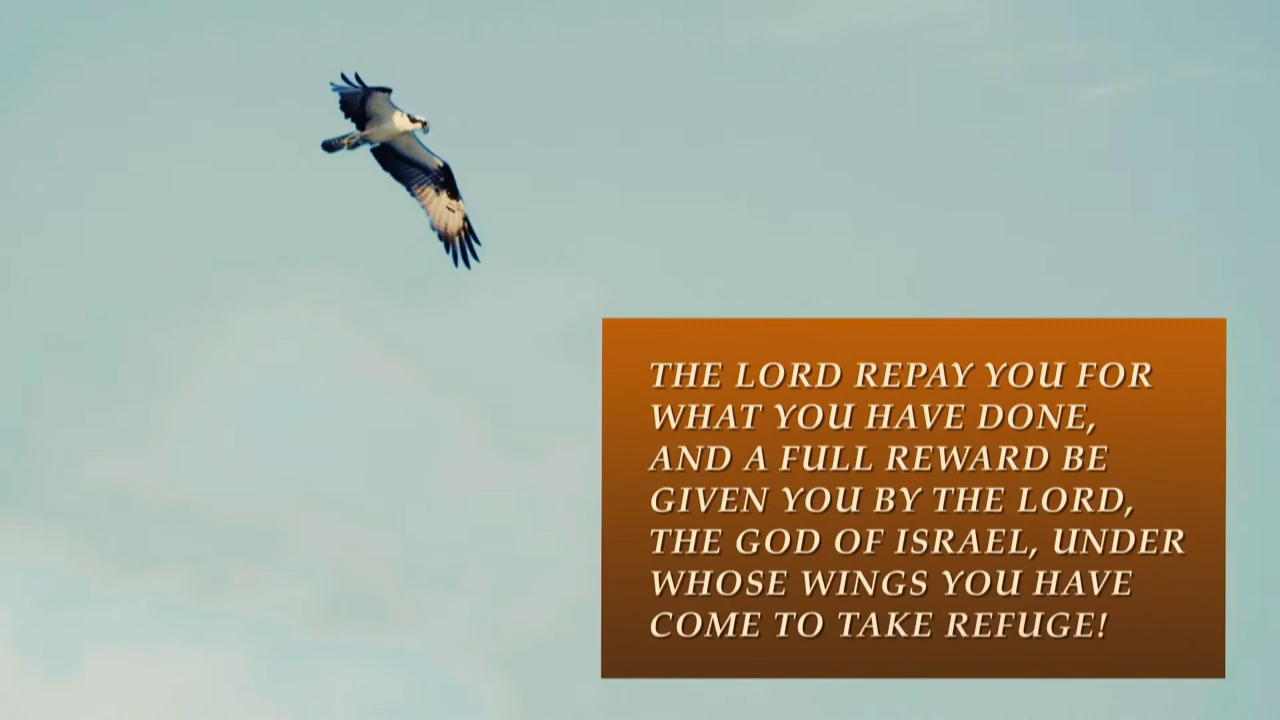 THE LORD REPAY YOU FOR
WHAT YOU HAVE DONE,
AND A FULL REWARD BE
GIVEN YOU BY THE LORD,
THE GOD OF ISRAEL, UNDER
WHOSE WINGS YOU HAVE
COME TO TAKE REFUGE!